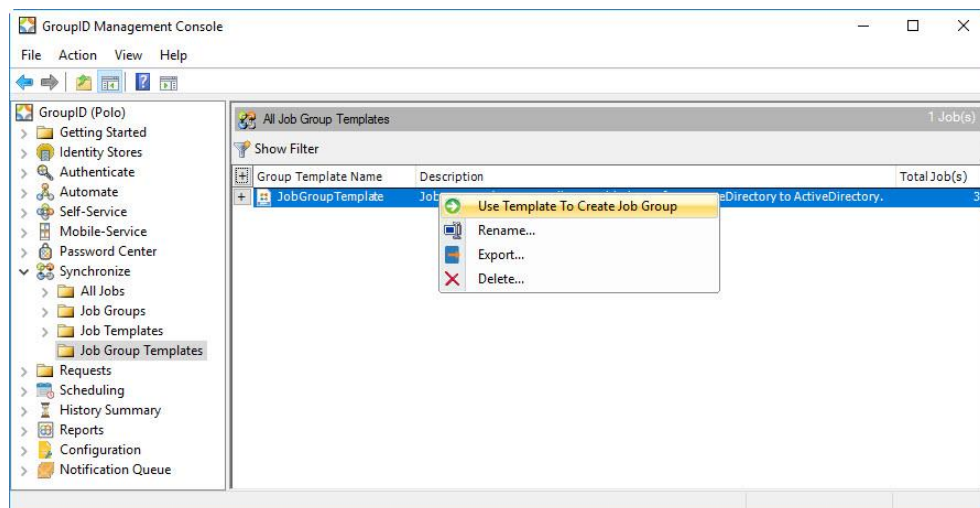 GroupID Management Console
File Action View Help
GroupID (Polo)
Getting Started
Identity Stores
Authenticate
Automate
Self-Service
Mobile-Service
Password Center
Synchronize
All Jobs
Job Groups
Job Templates
Job Group Templates
Requests
Scheduling
History Summary
Reports
Configuration
Notification Queue
All Job Group Templates 1 Job(s)
Show Filter
Group Template Name Description Total Job(s)
JobGroupTemplate Job eDirectory to ActiveDirectory. 3
Use Template To Create Job Group
Rename...
Export...
Delete...